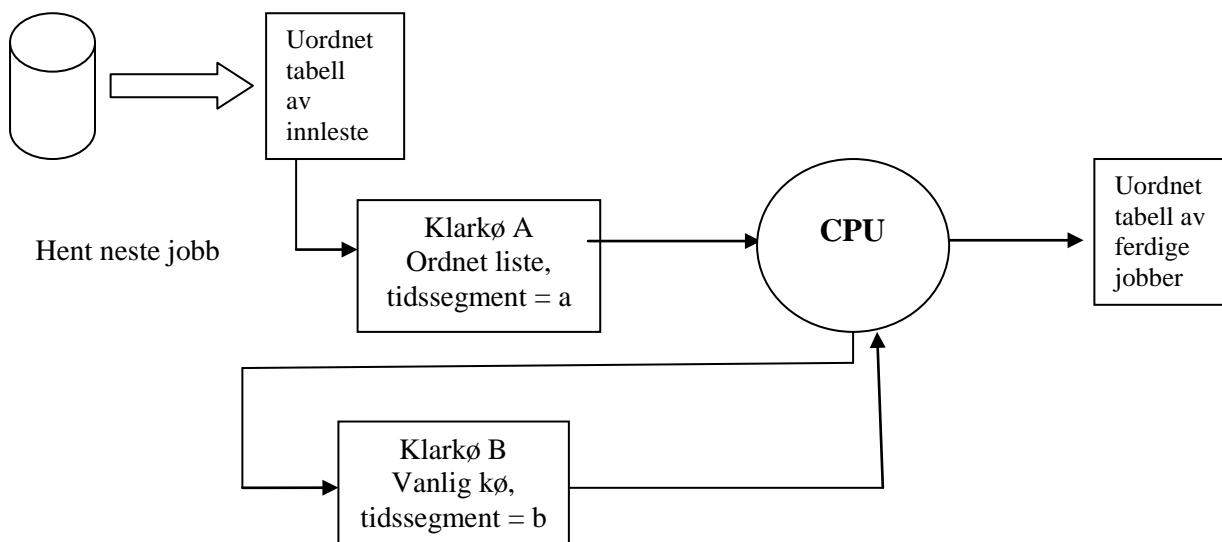 Uordnet
tabell
av
innleste
Hent neste jobb
Klarkø A
Ordnet liste,
tidssegment = a
CPU
Uordnet
tabell av
ferdige
jobber
Klarkø B
Vanlig kø,
tidssegment = b